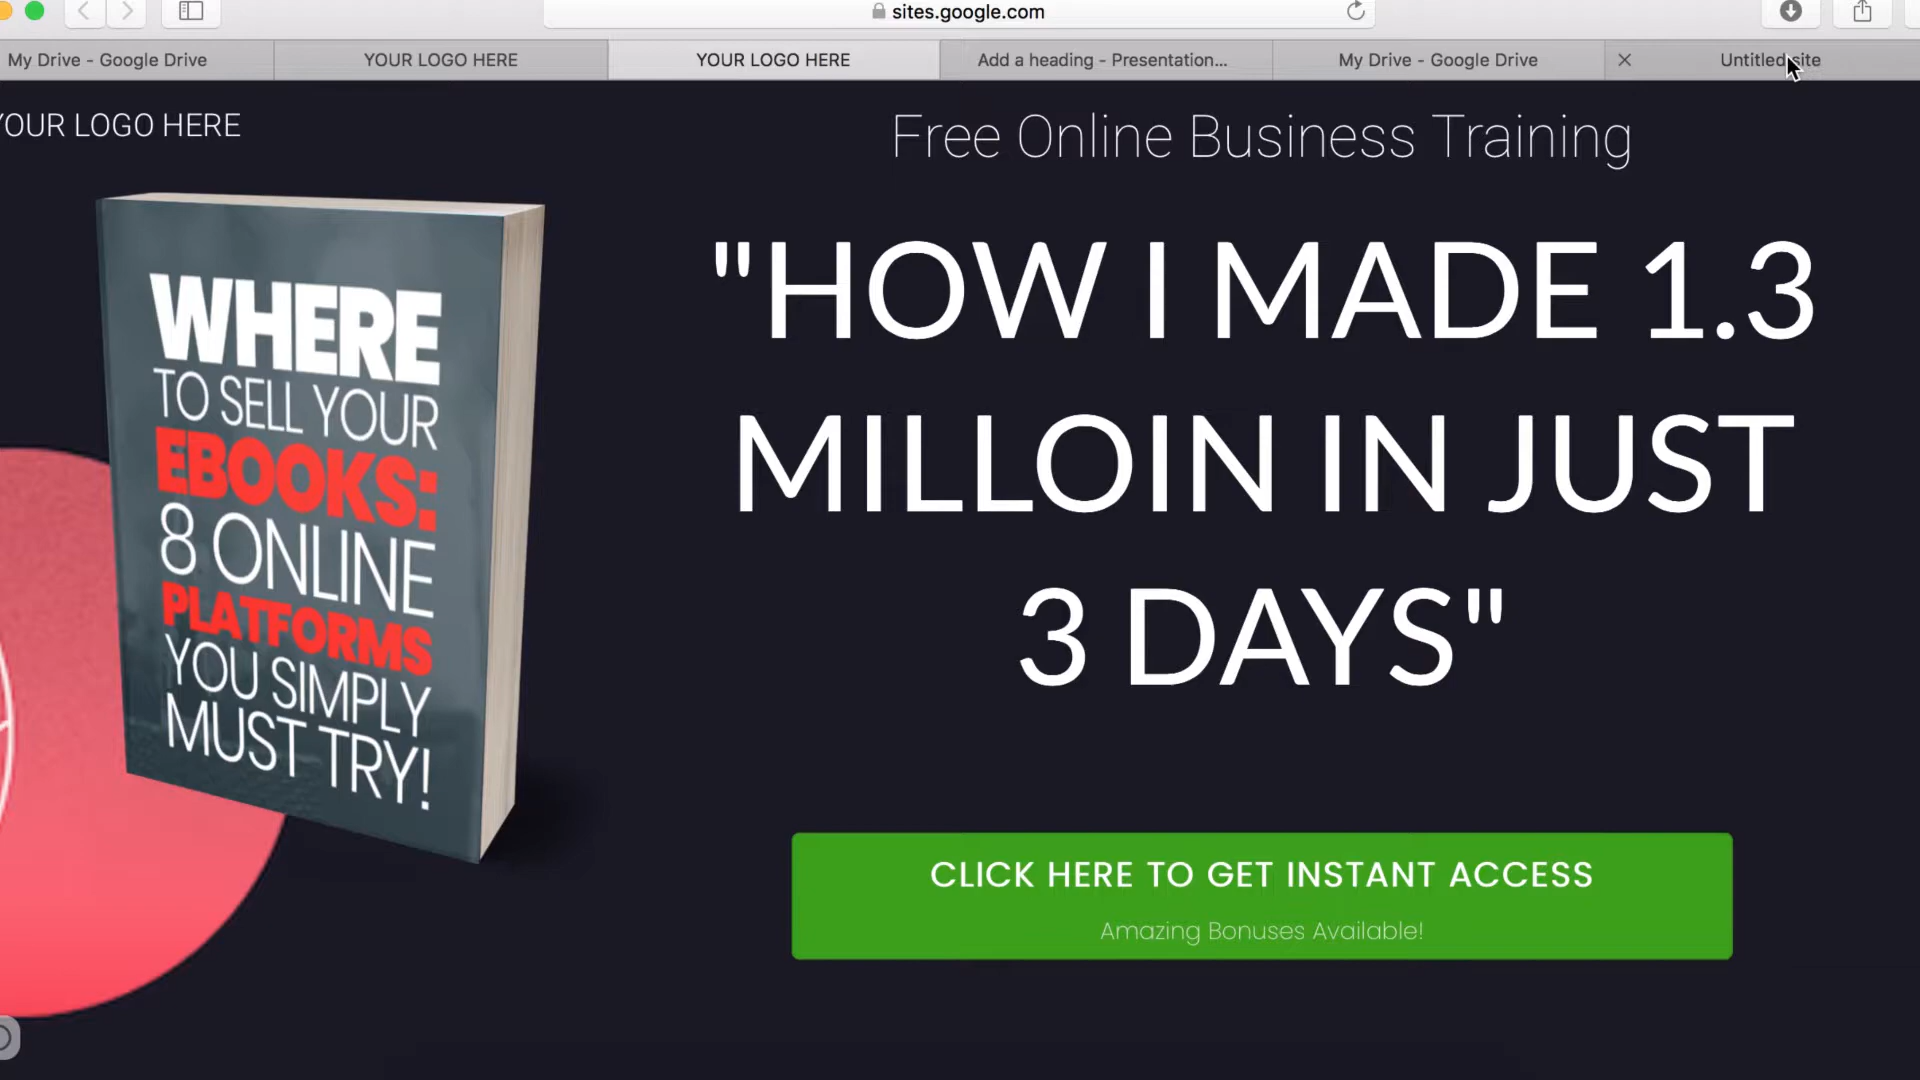 sites.google.com
My Drive - Google Drive
YOUR LOGO HERE
YOUR LOGO HERE
Add a heading - Presentation...
My Drive - Google Drive
Untitled site
YOUR LOGO HERE
Free Online Business Training
"HOW I MADE 1.3
MILLOIN IN JUST
3 DAYS"
WHERE
TO SELL YOUR
EBOOKS:
8 ONLINE
PLATFORMS
YOU SIMPLY
MUST TRY!
CLICK HERE TO GET INSTANT ACCESS
Amazing Bonuses Available!